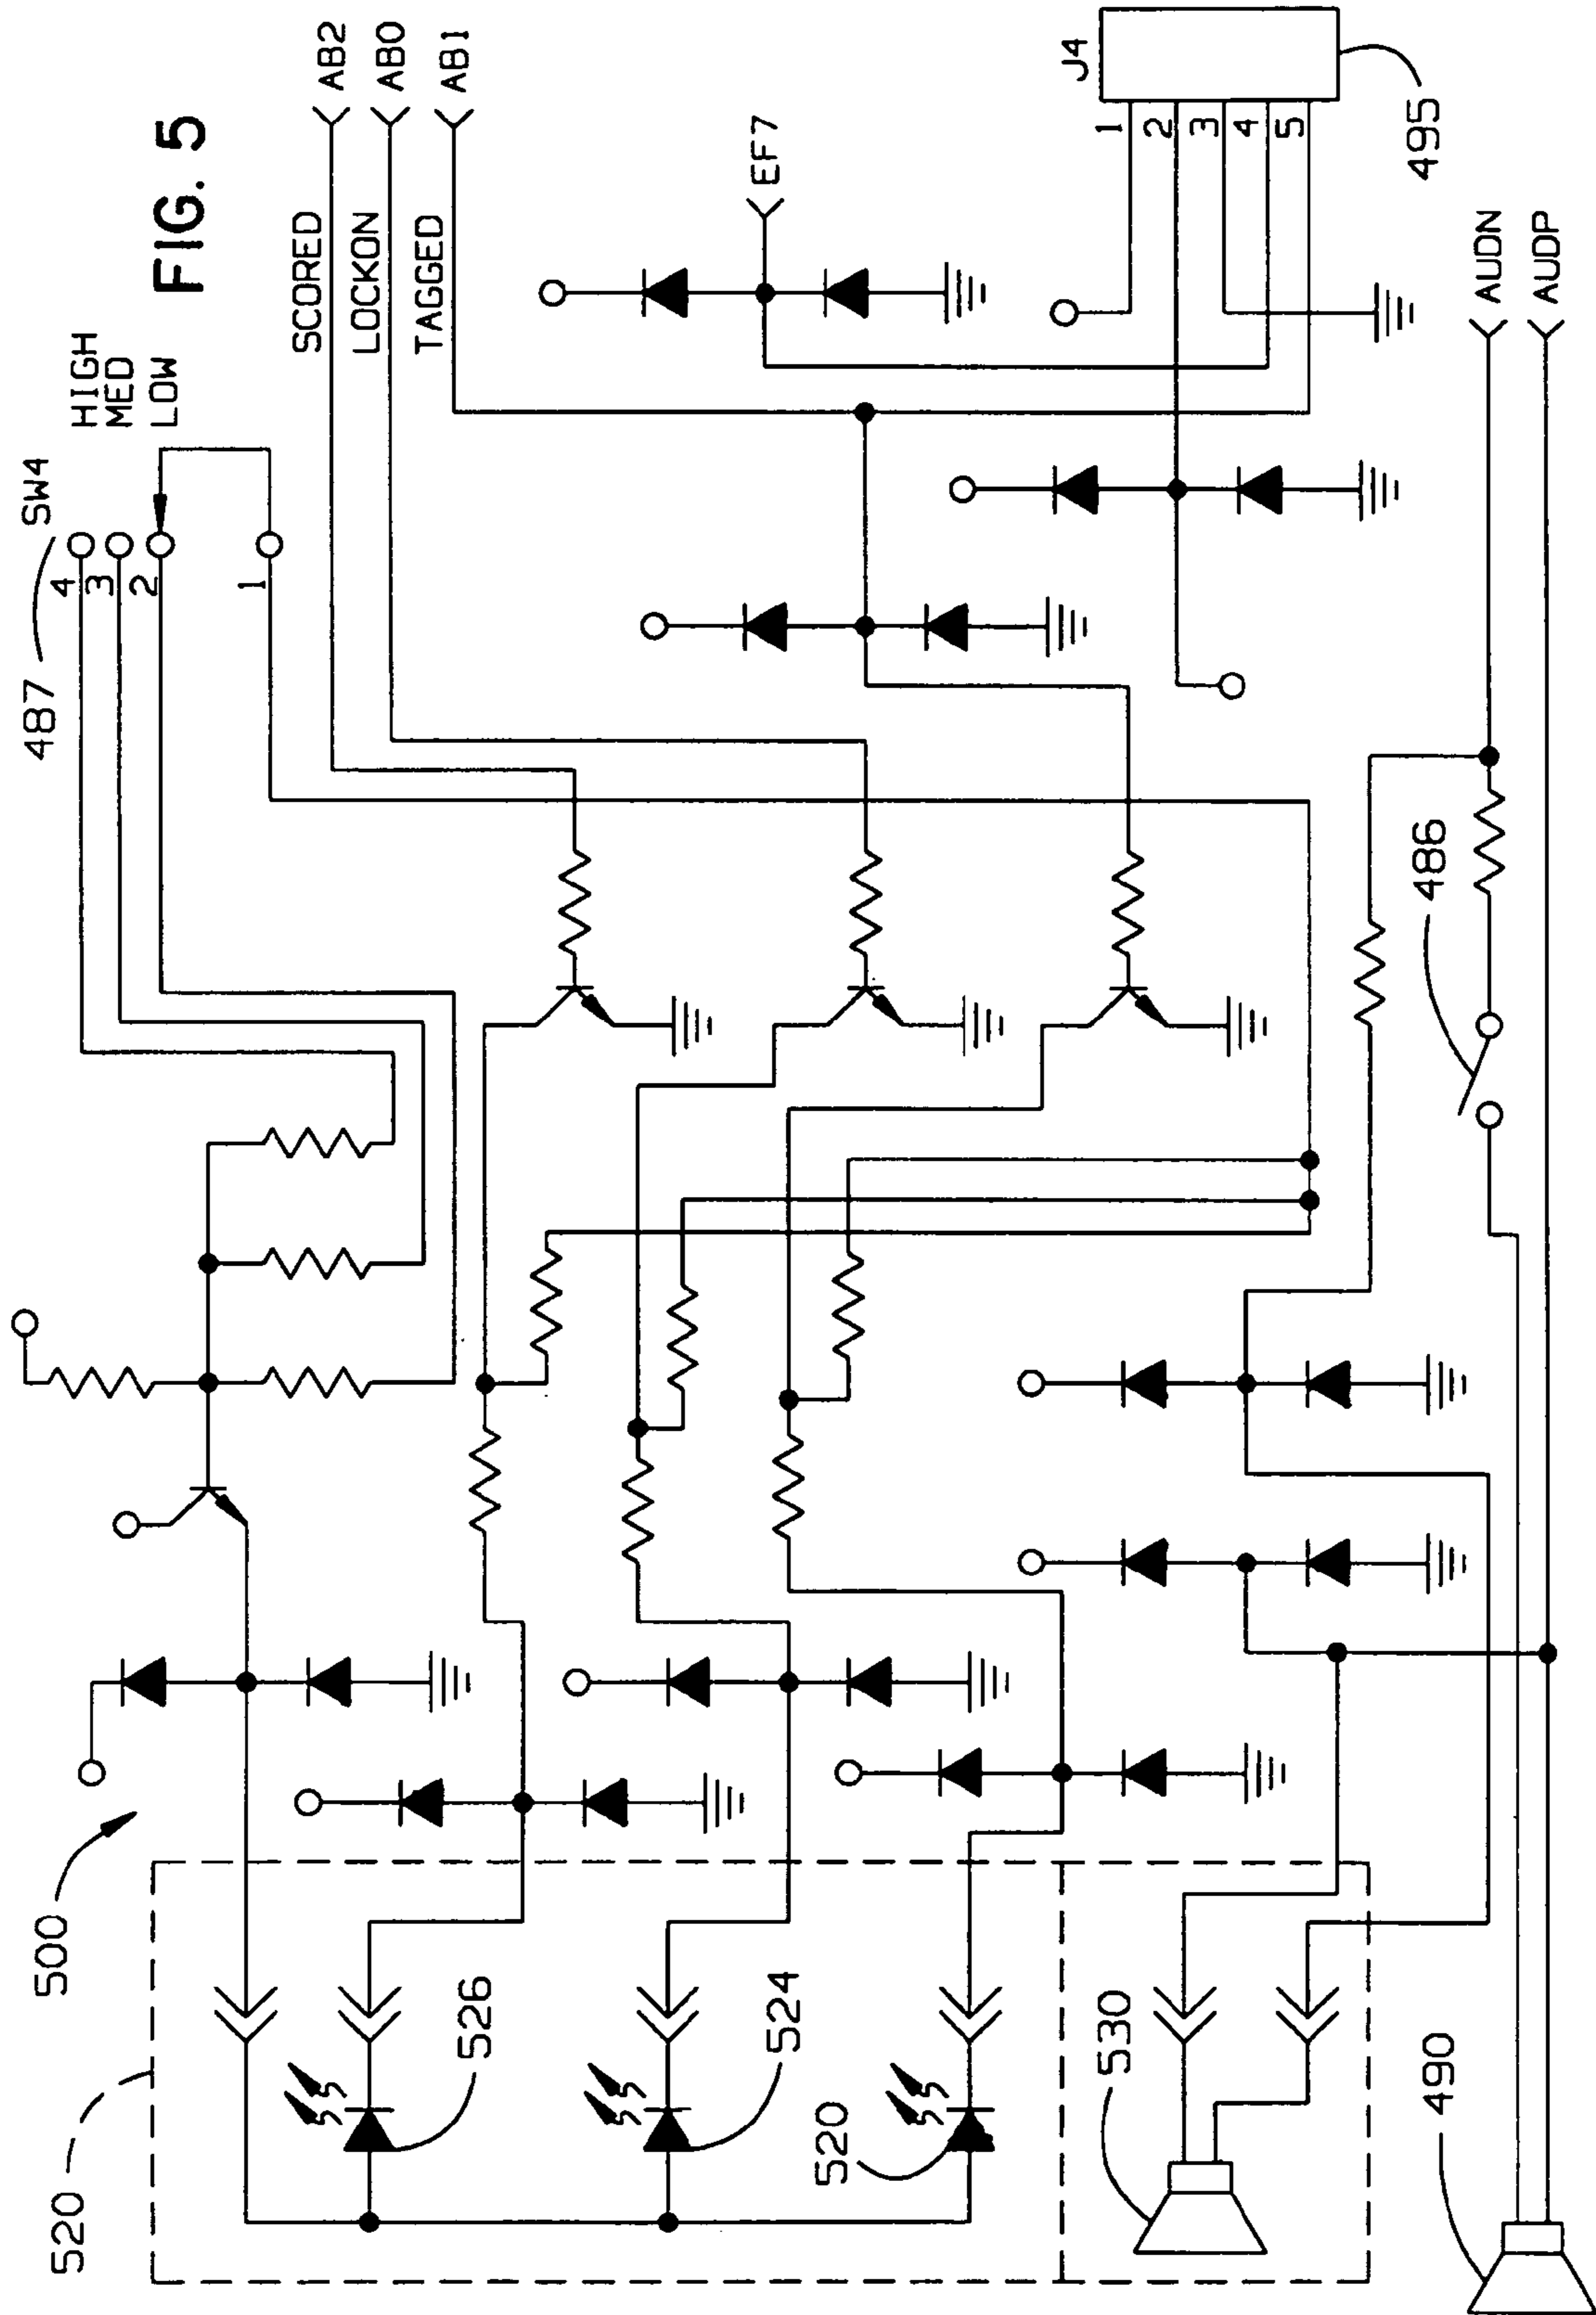 FIG. 5
487
SW4
4
3
2
1
HIGH
MED
LOW
SCORED
LOCKON
TAGGED
AB2
AB0
AB1
EF7
J4
1
2
3
4
5
495
AUDN
AUDP
486
500
520
526
524
520
530
490